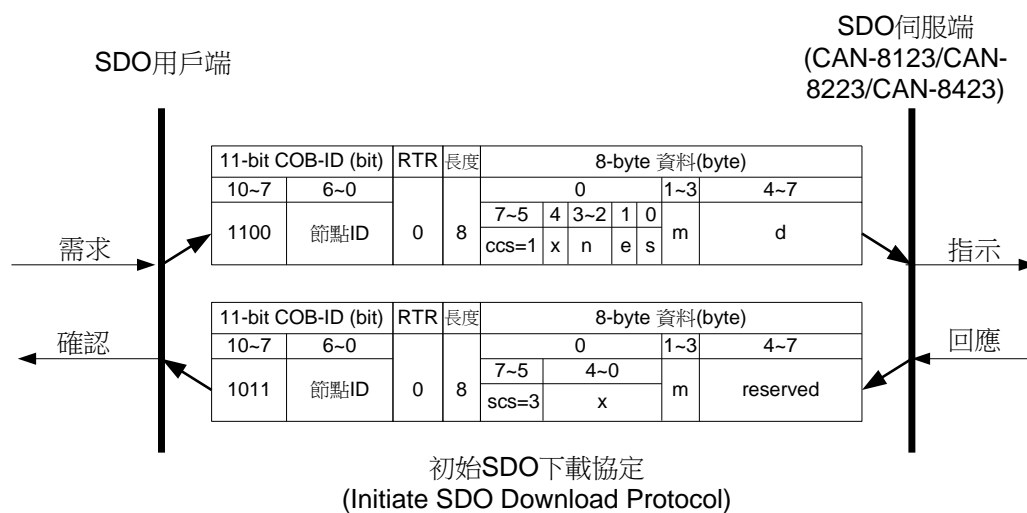 SDO用戶端
SDO伺服端
(CAN-8123/CAN-
8223/CAN-8423)
11-bit COB-ID (bit) RTR 長度 8-byte 資料(byte)
10~7 6~0 0 1~3 4~7
7~5 4 3~2 1 0
1100 節點ID 0 8 m d
ccs=1 x n e s
需求 指示
11-bit COB-ID (bit) RTR 長度 8-byte 資料(byte)
10~7 6~0 0 1~3 4~7
7~5 4~0
1011 節點ID 0 8 m reserved
scs=3 x
確認 回應
初始SDO下載協定
(Initiate SDO Download Protocol)